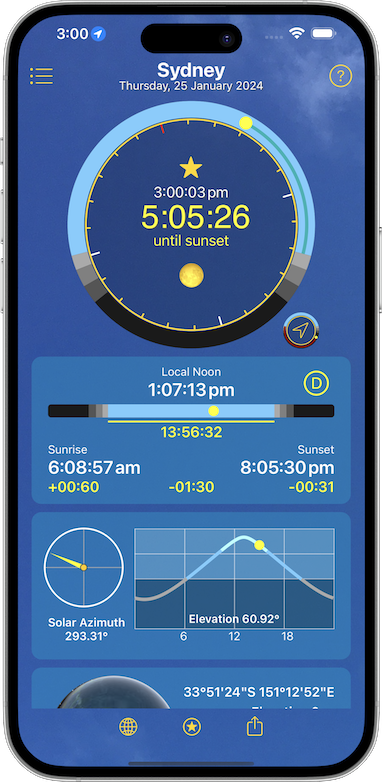 3:00
Sydney
?
Thursday, 25 January 2024
3:00:03 pm
5:05:26
until sunset
Local Noon
1:07:13 pm
D
13:56:32
Sunrise Sunset
6:08:57 am 8:05:30 pm
+00:60 -01:30 -00:31
Elevation 60.92°
Solar Azimuth
293.31°
6 12 18
33°51'24"S 151°12'52"E